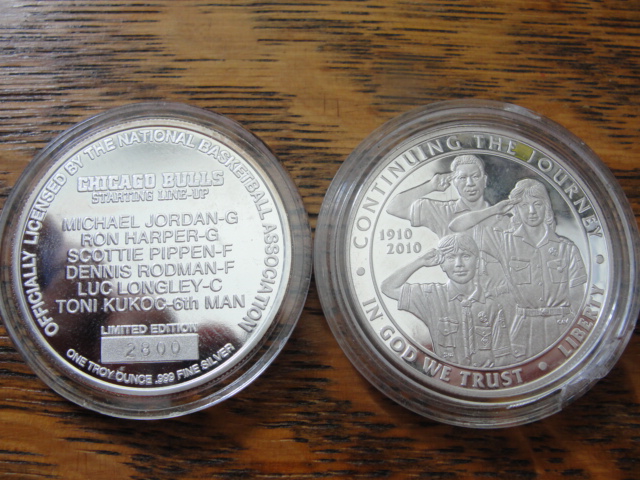 OFFICIALLY LICENSED BY THE NATIONAL BASKETBALL ASSOCIATION
CHICAGO BULLS
STARTING LINE-UP
MICHAEL JORDAN-G
RON HARPER-G
SCOTTIE PIPPEN-F
DENNIS RODMAN-F
LUC LONGLEY-C
TONI KUKOC-6th MAN
LIMITED EDITION
2800
ONE TROY OUNCE .999 FINE SILVER
CONTINUING THE JOURNEY
1910
2010
IN GOD WE TRUST • LIBERTY